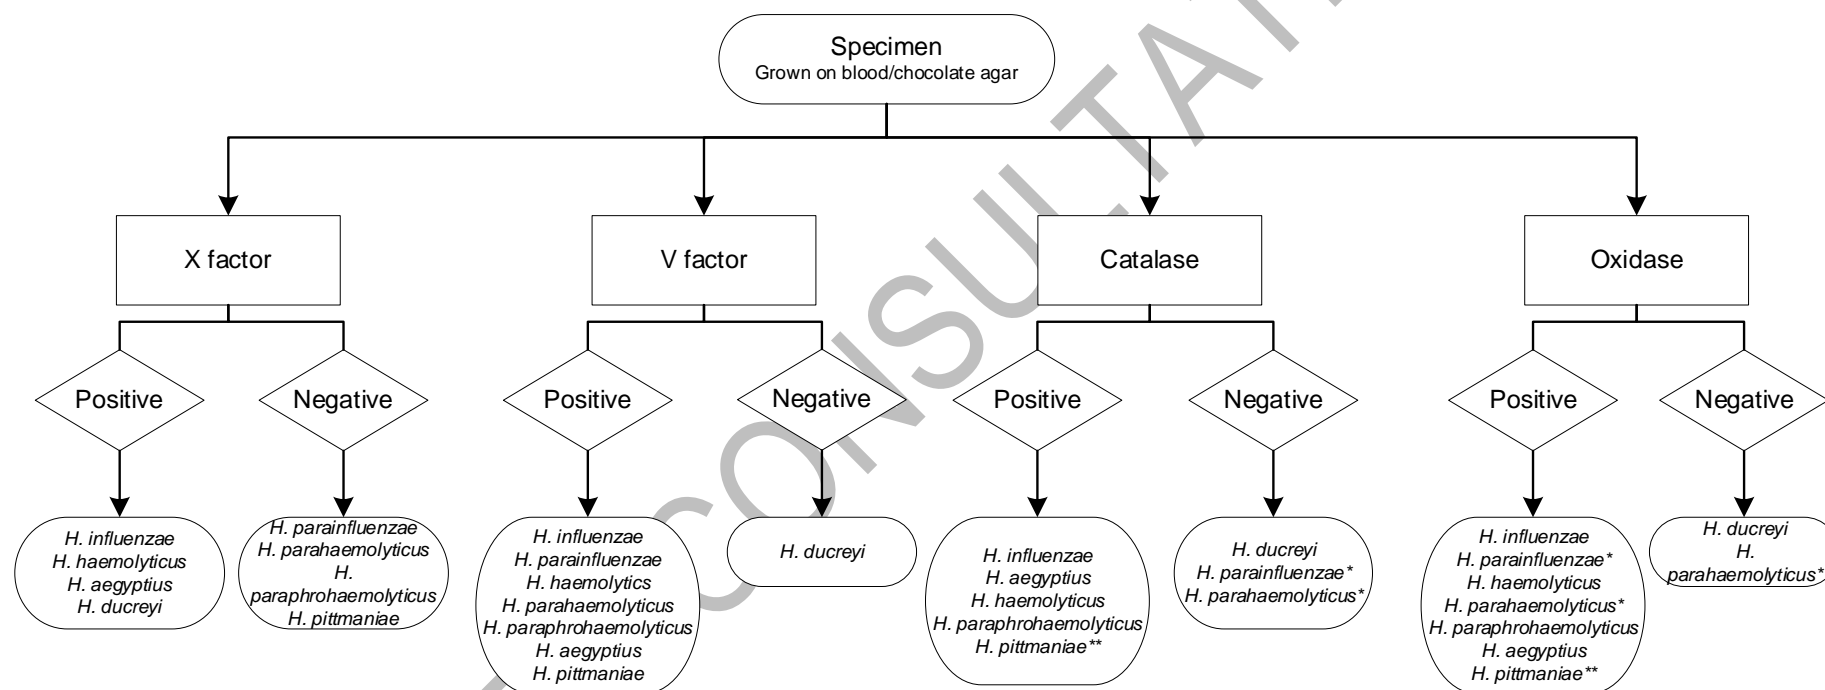 Specimen
Grown on blood/chocolate agar
X factor
V factor
Catalase
Oxidase
Positive
Negative
Positive
Negative
Positive
Negative
Positive
Negative
H. influenzae
H. haemolyticus
H. aegyptius
H. ducreyi
H. parainfluenzae
H. parahaemolyticus
H.
paraphrohaemolyticus
H. pittmaniae
H. influenzae
H. parainfluenzae
H. haemolytics
H. parahaemolyticus
H. paraphrohaemolyticus
H. aegyptius
H. pittmaniae
H. ducreyi
H. influenzae
H. aegyptius
H. haemolyticus
H. paraphrohaemolyticus
H. pittmaniae**
H. ducreyi
H. parainfluenzae*
H. parahaemolyticus*
H. influenzae
H. parainfluenzae*
H. haemolyticus
H. parahaemolyticus*
H. paraphrohaemolyticus
H. aegyptius
H. pittmaniae**
H. ducreyi
H.
parahaemolyticus*